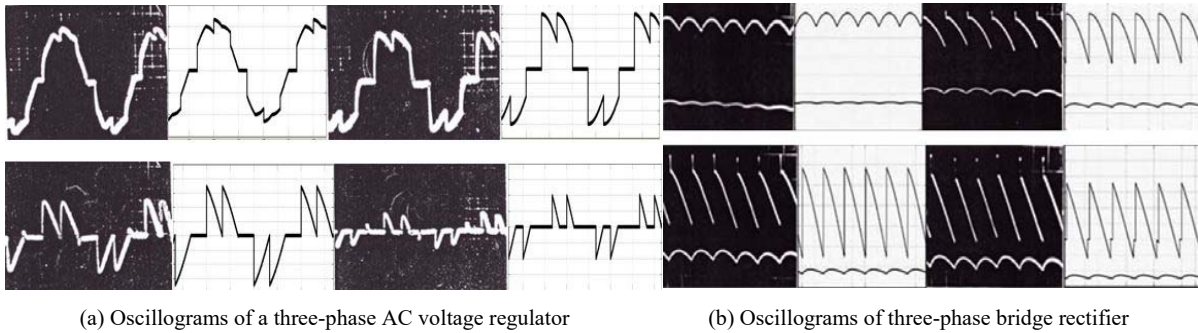 (a) Oscillograms of a three-phase AC voltage regulator
(b) Oscillograms of three-phase bridge rectifier